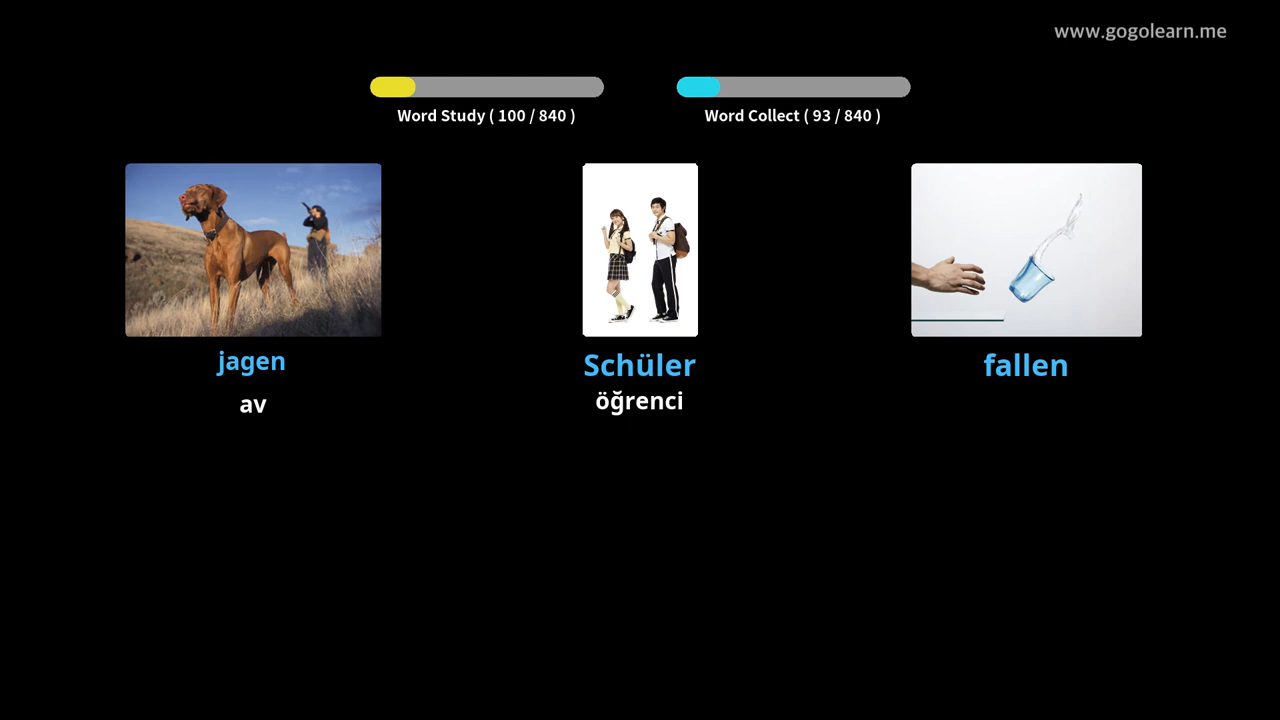 www.gogolearn.me
Word Study ( 100 / 840 )
Word Collect ( 93 / 840 )
jagen
av
Schüler
öğrenci
fallen